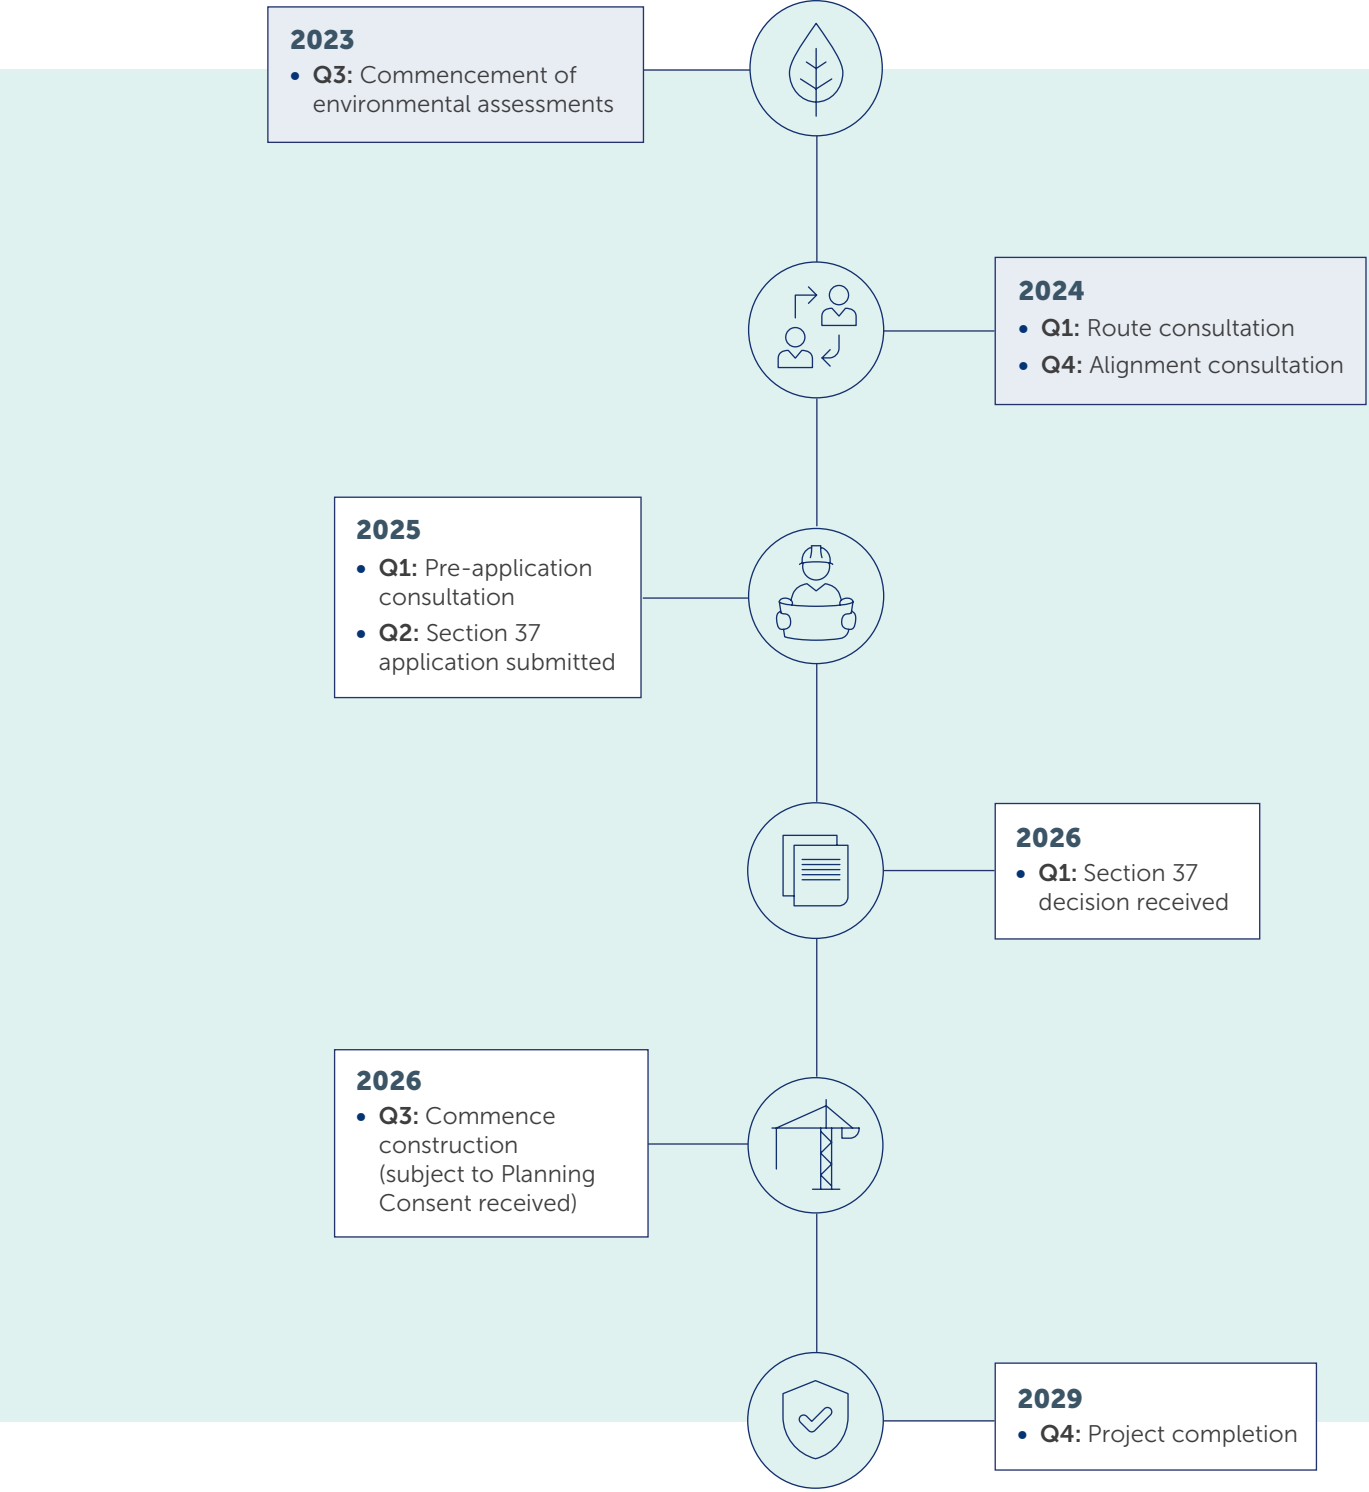 2023
• Q3: Commencement of
environmental assessments
2024
• Q1: Route consultation
• Q4: Alignment consultation
2025
• Q1: Pre-application
consultation
• Q2: Section 37
application submitted
2026
• Q1: Section 37
decision received
2026
• Q3: Commence
construction
(subject to Planning
Consent received)
2029
• Q4: Project completion